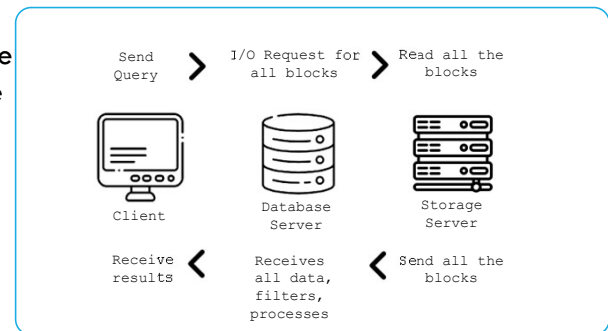 e
e
Send
Query
I/O Request for
all blocks
Read all the
blocks
Client
Database
Server
Storage
Server
Receive
results
Receives
all data,
filters,
processes
Send all the
blocks